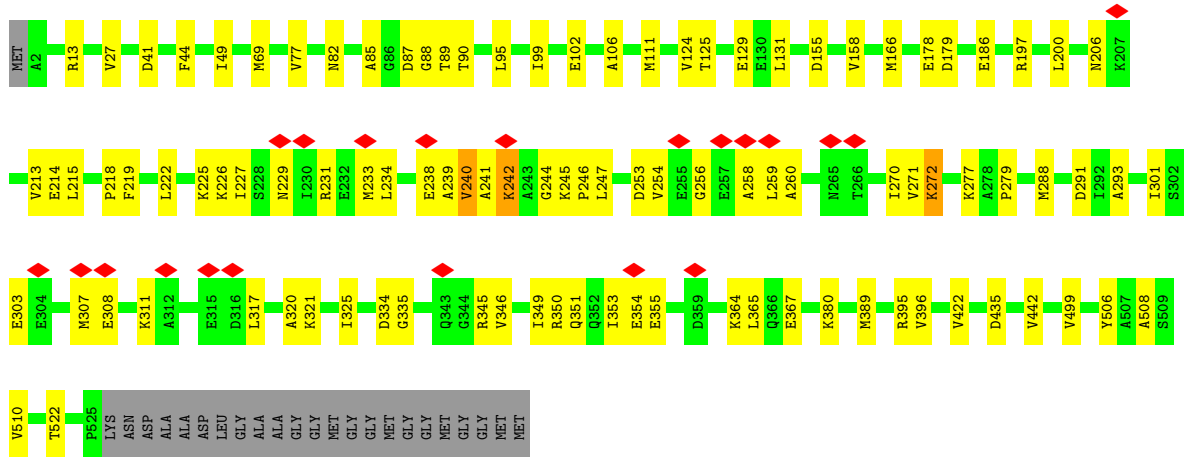 MET A2 R13 V27 D41 F44 I49 M69 V77 N82 A85 G86 D87 G88 T89 T90 L95 I99 E102 A106 M111 V124 T125 E129 E130 L131 D155 V158 M166 E178 D179 E186 R197 L200 N206 K207
V213 E214 L215 P218 F219 L222 K225 K226 I227 S228 N229 I230 R231 E232 M233 L234 E238 A239 V240 A241 K242 A243 G244 K245 P246 L247 D253 V254 E255 G256 E257 A258 L259 A260 N265 T266 I270 V271 K272 K277 A278 P279 M288 D291 I292 A293 I301 S302
E303 E304 M307 E308 K311 A312 E315 D316 L317 A320 K321 I325 D334 G335 Q343 G344 R345 V346 I349 R350 Q351 Q352 I353 E354 E355 D359 K364 L365 Q366 E367 K380 M389 R395 V396 V422 D435 V442 V499 Y506 A507 A508 S509
V510 T522 P525 LYS ASN ASP ALA ALA ASP LEU GLY ALA ALA GLY GLY MET GLY GLY MET GLY GLY MET MET